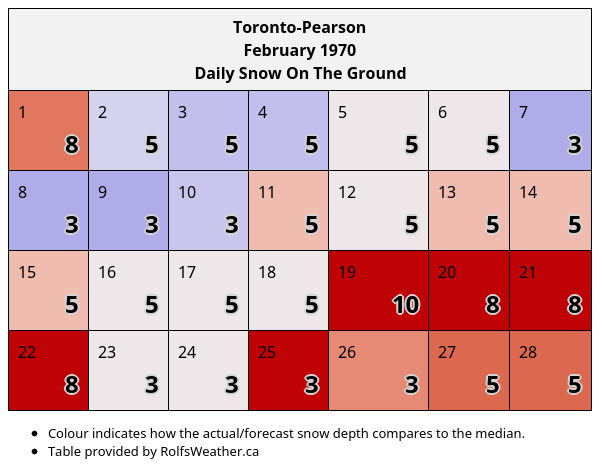 Toronto-Pearson
February 1970
Daily Snow On The Ground
1 2 3 4 5 6 7
8 5 5 5 5 5 3
8 9 10 11 12 13 14
3 3 3 5 5 5 5
15 16 17 18 19 20 21
5 5 5 5 10 8 8
22 23 24 25 26 27 28
8 3 3 3 3 5 5
• Colour indicates how the actual/forecast snow depth compares to the median.
• Table provided by RolfsWeather.ca